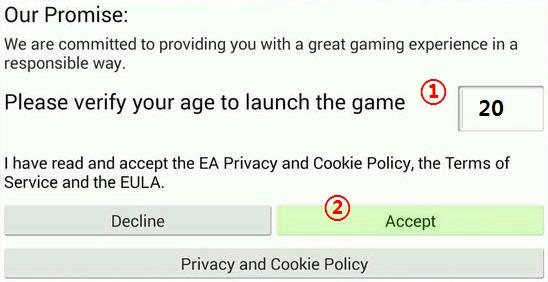 Our Promise:
We are committed to providing you with a great gaming experience in a
responsible way.
Please verify your age to launch the game ① 20
I have read and accept the EA Privacy and Cookie Policy, the Terms of
Service and the EULA.
Decline ② Accept
Privacy and Cookie Policy